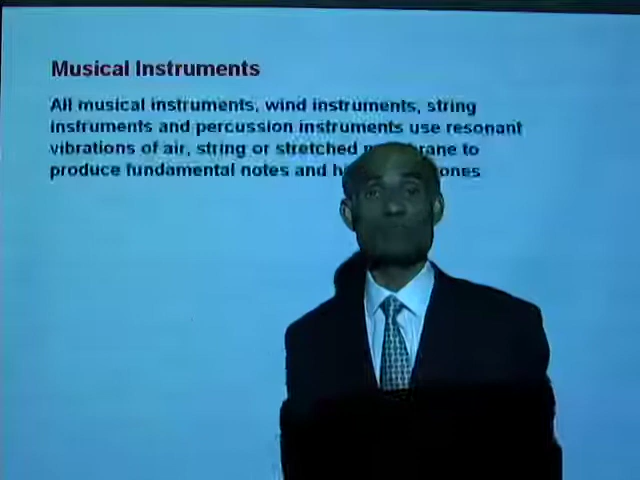 Musical Instruments
All musical instruments, wind instruments, string
instruments and percussion instruments use resonant
vibrations of air, string or stretched to
produce fundamental notes and